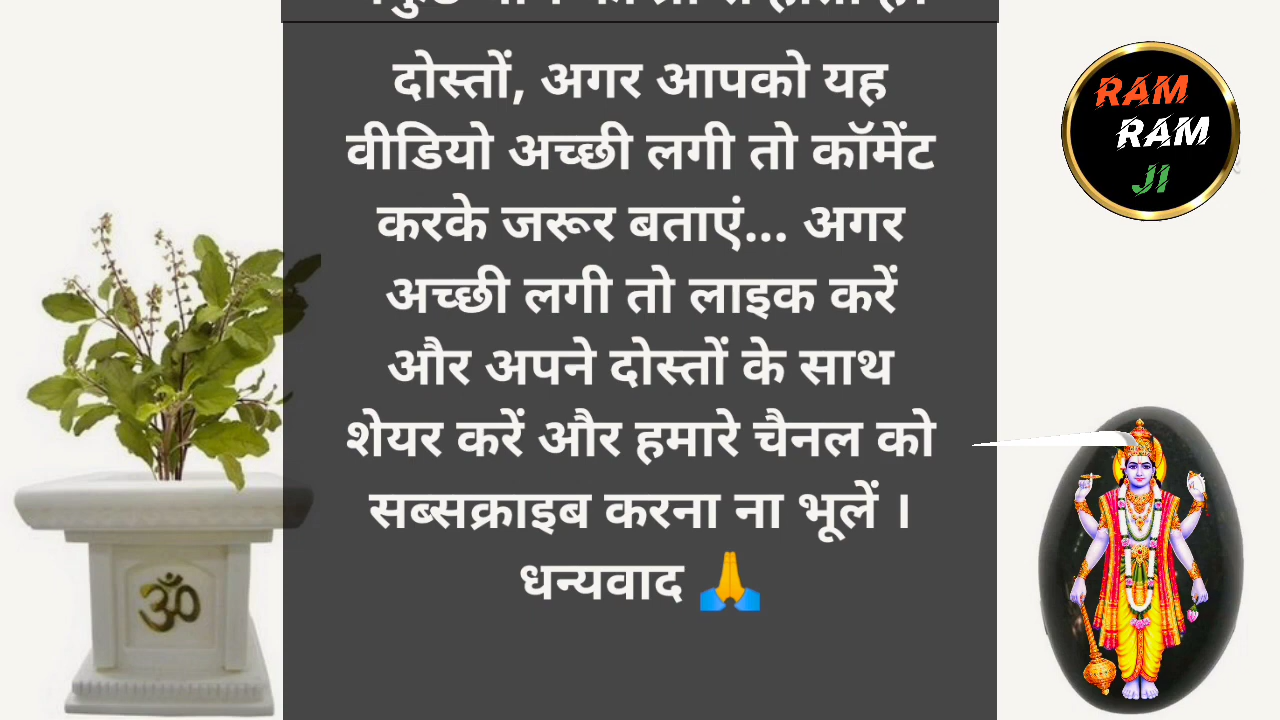 दोस्तों, अगर आपको यह
वीडियो अच्छी लगी तो कॉमेंट
करके जरूर बताएं... अगर
अच्छी लगी तो लाइक करें
और अपने दोस्तों के साथ
शेयर करें और हमारे चैनल को
सब्सक्राइब करना ना भूलें ।
धन्यवाद 🙏
RAM
RAM
JI
ॐ